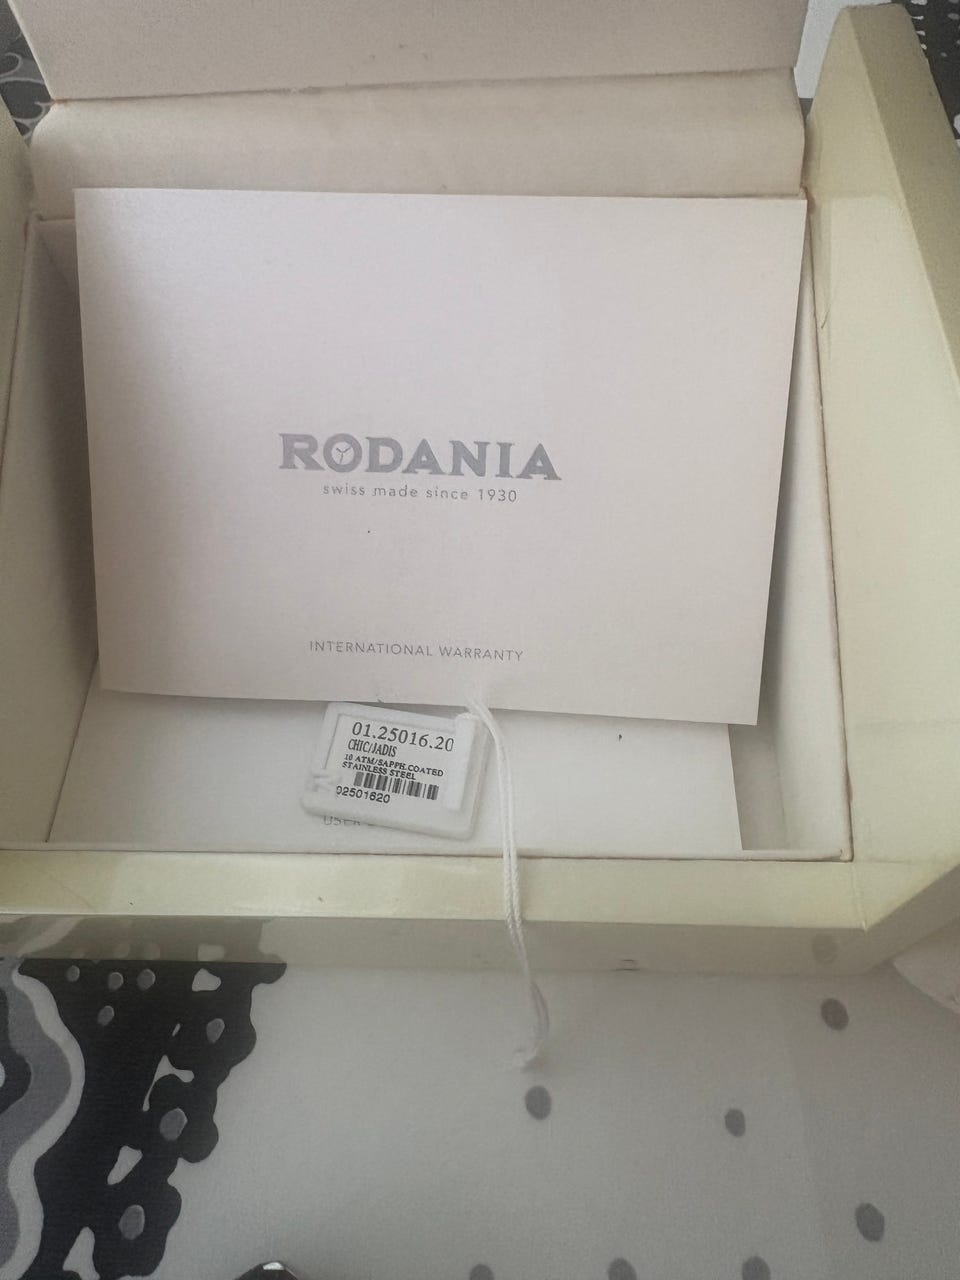 RODANIA
swiss made since 1930
INTERNATIONAL WARRANTY
01.25016.20
CHIC/JADIS
10 ATM/SAPPH.COATED
STAINLESS STEEL
02501620
USER